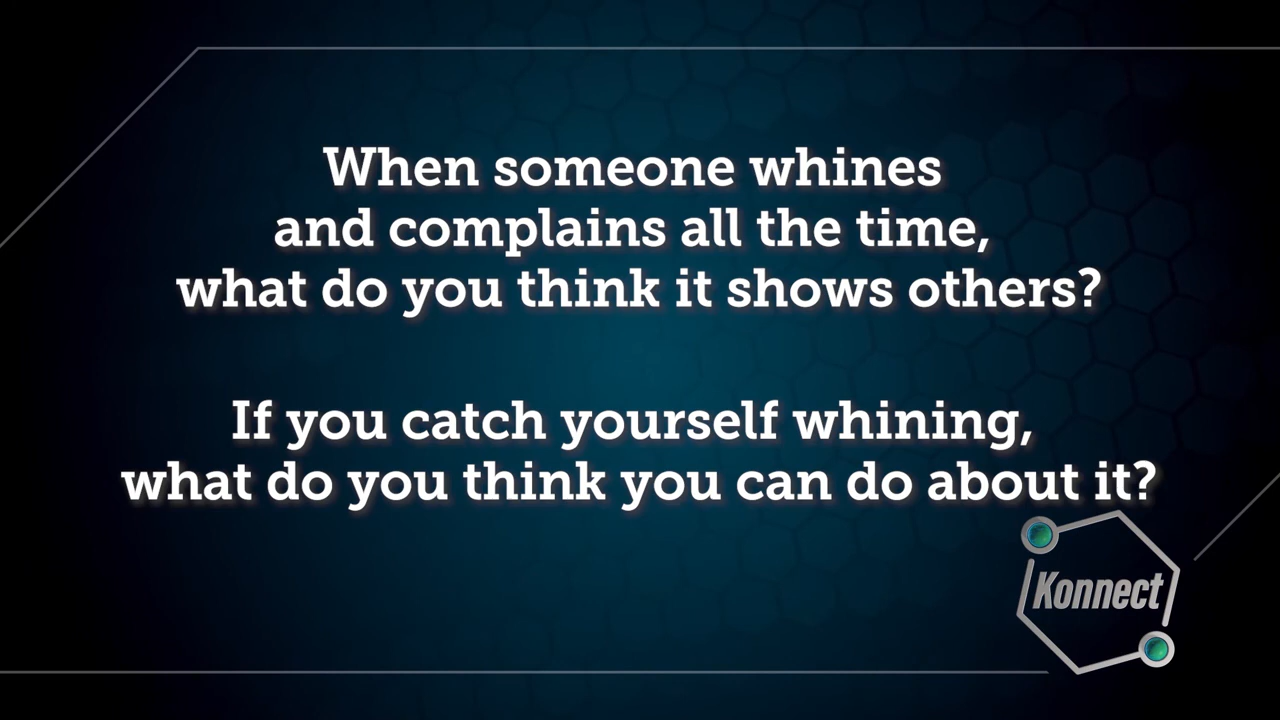 When someone whines
and complains all the time,
what do you think it shows others?
If you catch yourself whining,
what do you think you can do about it?
Konnect